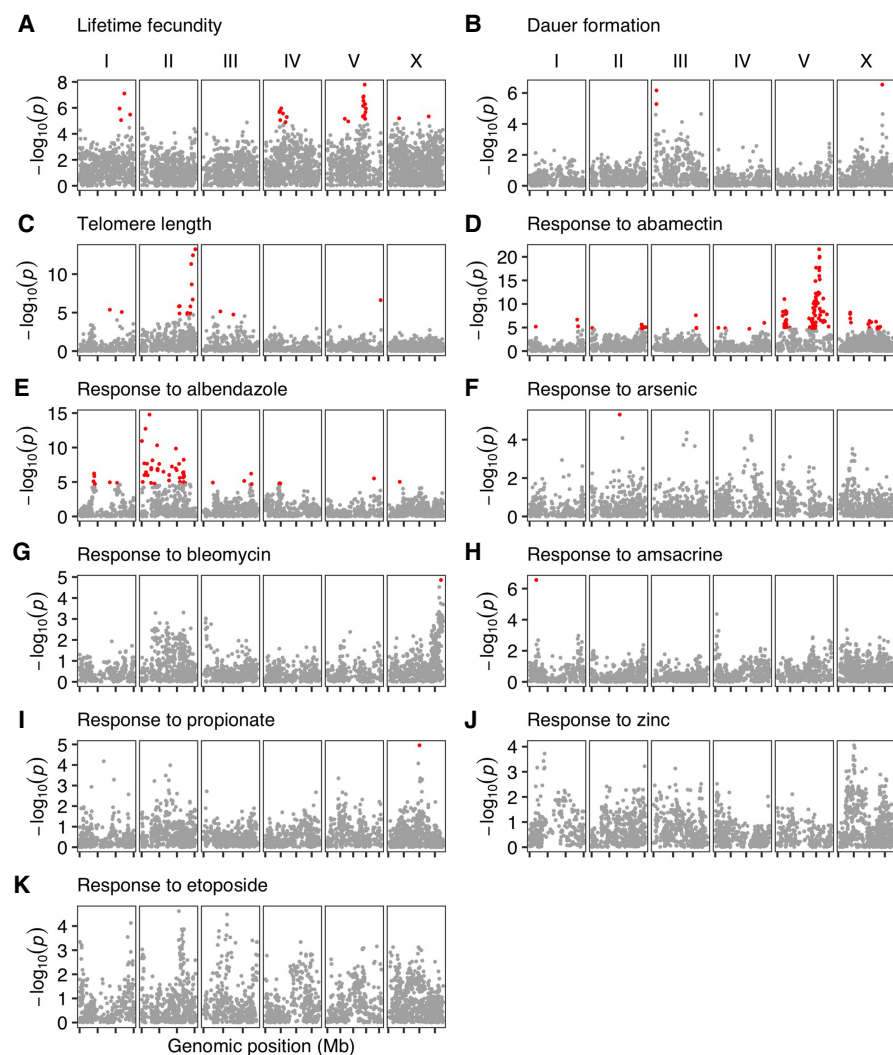 A Lifetime fecundity
B Dauer formation
I II III IV V X
I II III IV V X
8
6
4
2
0
−log10(p)
6
4
2
0
−log10(p)
C Telomere length
D Response to abamectin
10
5
0
−log10(p)
20
15
10
5
0
−log10(p)
E Response to albendazole
F Response to arsenic
15
10
5
0
−log10(p)
4
2
0
−log10(p)
G Response to bleomycin
H Response to amsacrine
5
4
3
2
1
0
−log10(p)
6
4
2
0
−log10(p)
I Response to propionate
J Response to zinc
5
4
3
2
1
0
−log10(p)
4
3
2
1
0
−log10(p)
K Response to etoposide
4
3
2
1
0
−log10(p)
Genomic position (Mb)